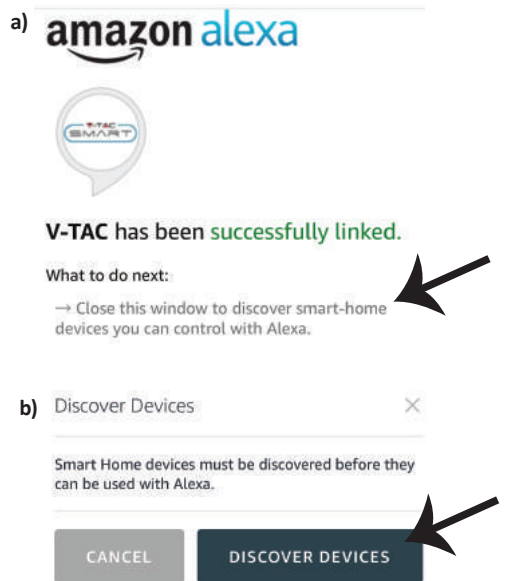 a) amazon alexa
V-TAC
SMART
V-TAC has been successfully linked.
What to do next:
→ Close this window to discover smart-home
devices you can control with Alexa.
b) Discover Devices ×
Smart Home devices must be discovered before they
can be used with Alexa.
CANCEL DISCOVER DEVICES